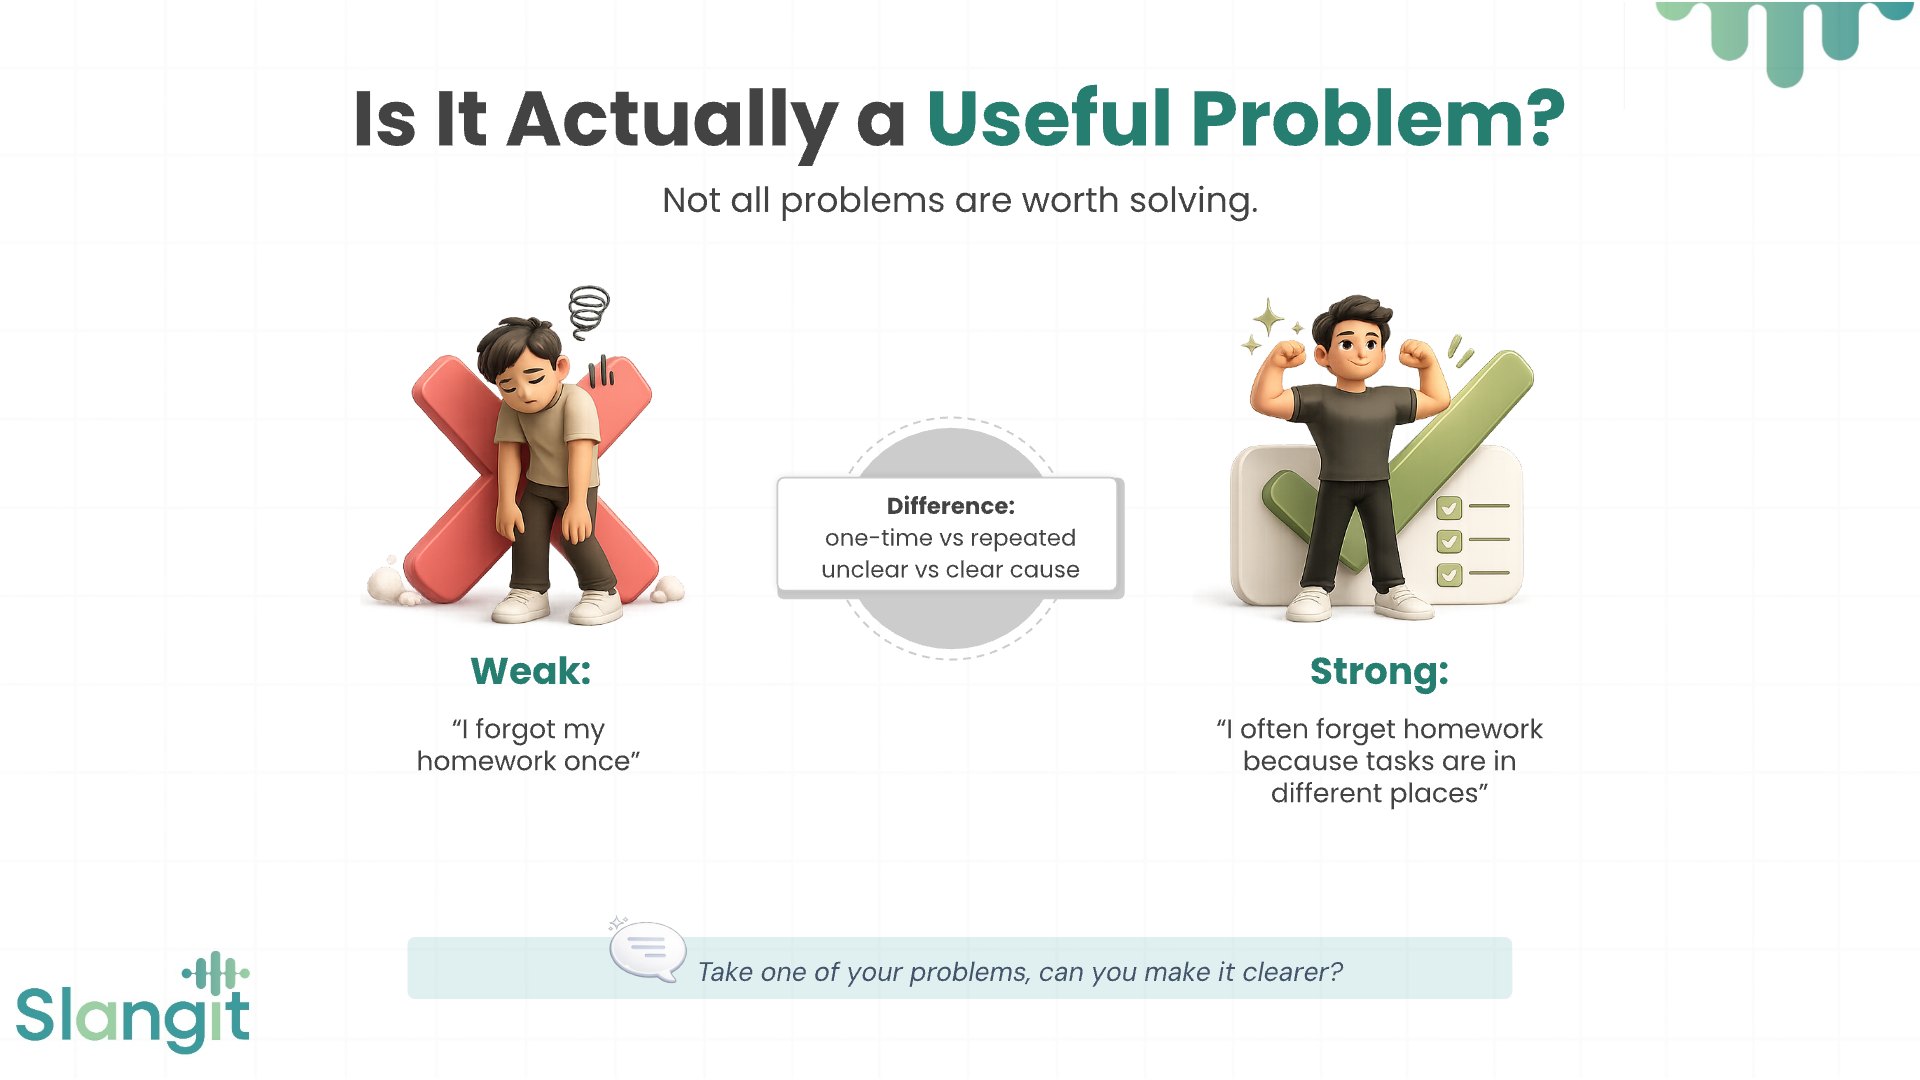 Is It Actually a Useful Problem?
Not all problems are worth solving.
Difference:
one-time vs repeated
unclear vs clear cause
Weak:
“I forgot my
homework once”
Strong:
“I often forget homework
because tasks are in
different places”
Take one of your problems, can you make it clearer?
Slangit